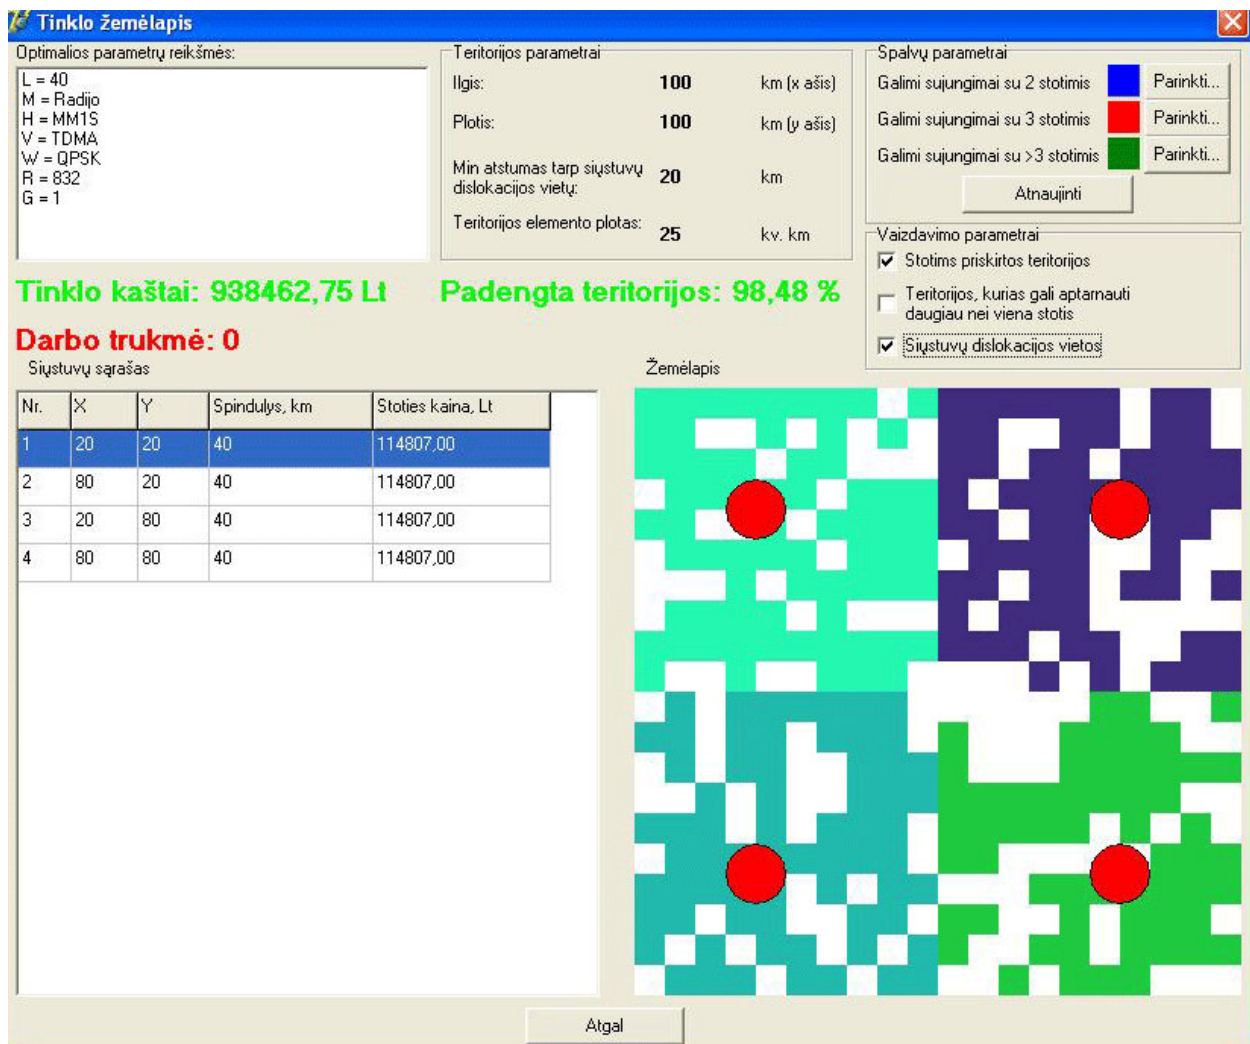 Tinklo žemėlapis
Optimalios parametrų reikšmės:
L = 40
M = Radijo
H = MM1S
V = TDMA
W = QPSK
R = 832
G = 1
Teritorijos parametrai
Ilgis: 100 km (x ašis)
Plotis: 100 km (y ašis)
Min atstumas tarp siųstuvų
dislokacijos vietų: 20 km
Teritorijos elemento plotas: 25 kv. km
Spalvų parametrai
Galimi sujungimai su 2 stotimis Parinkti...
Galimi sujungimai su 3 stotimis Parinkti...
Galimi sujungimai su >3 stotimis Parinkti...
Atnaujinti
Vaizdavimo parametrai
Stotims priskirtos teritorijos
Teritorijos, kurias gali aptarnauti
daugiau nei viena stotis
Siųstuvų dislokacijos vietos
Tinklo kaštai: 938462,75 Lt Padengta teritorijos: 98,48 %
Darbo trukmė: 0
Siųstuvų sąrašas
Nr. X Y Spindulys, km Stoties kaina, Lt
1 20 20 40 114807,00
2 80 20 40 114807,00
3 20 80 40 114807,00
4 80 80 40 114807,00
Žemėlapis
Atgal